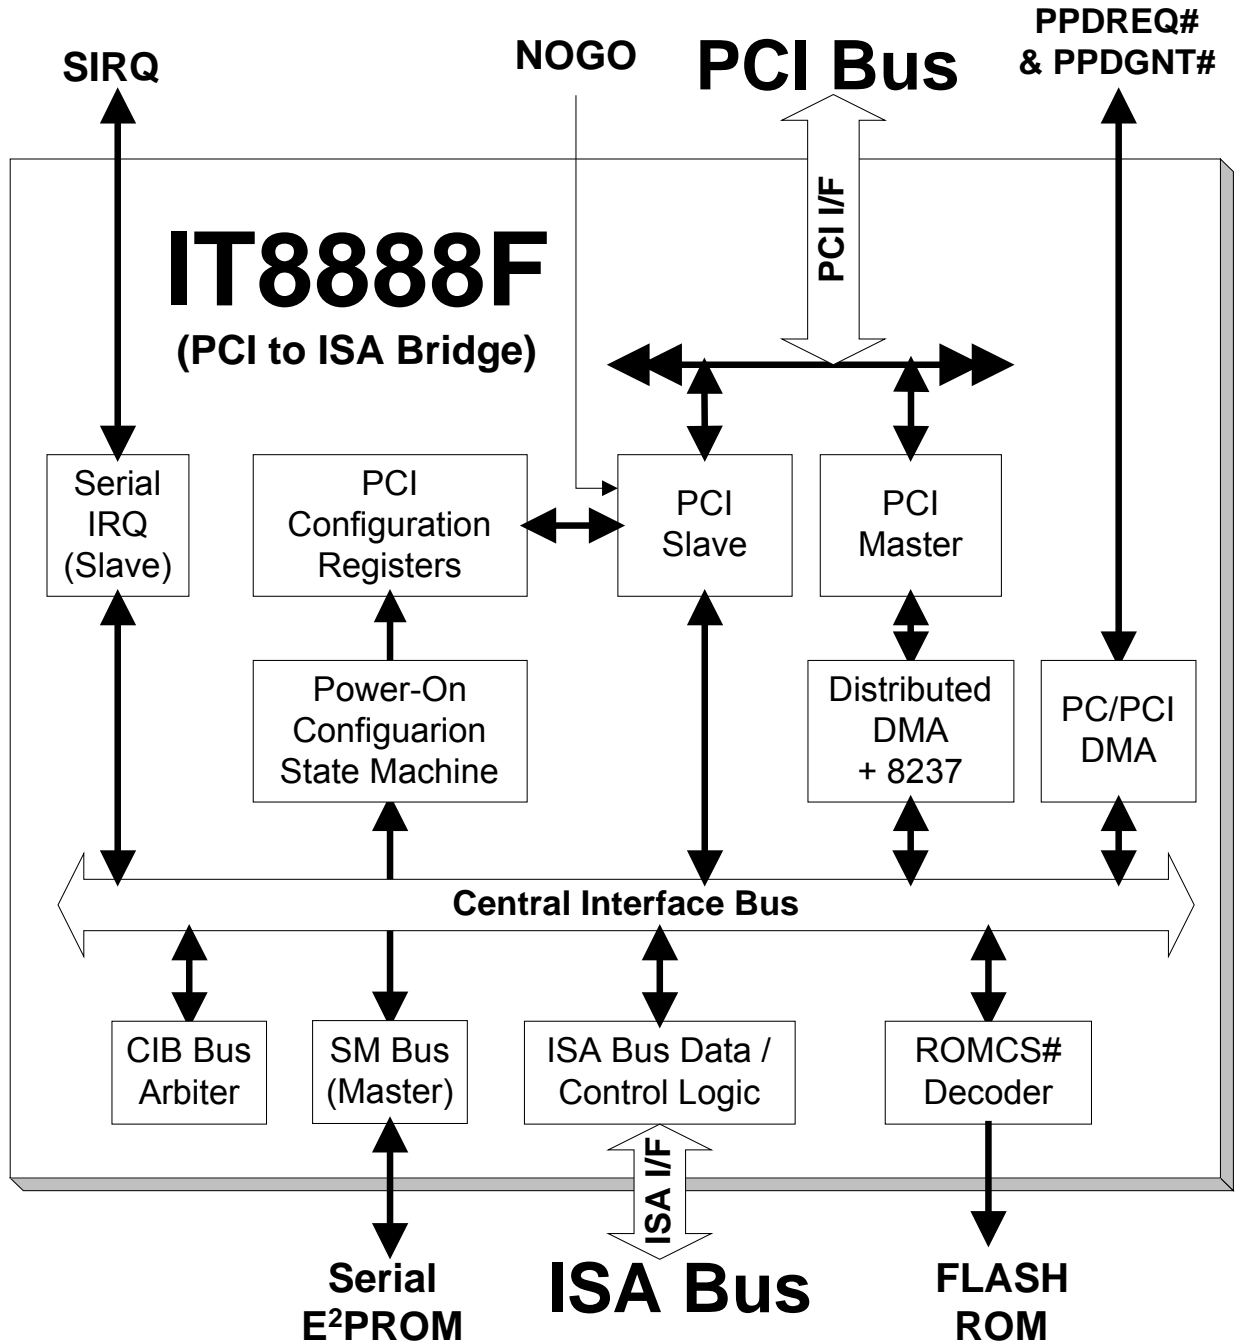 SIRQ
NOGO
PCI Bus
PPDREQ#
& PPDGNT#
PCI I/F
IT8888F
(PCI to ISA Bridge)
Serial
IRQ
(Slave)
PCI
Configuration
Registers
PCI
Slave
PCI
Master
Power-On
Configuarion
State Machine
Distributed
DMA
+ 8237
PC/PCI
DMA
Central Interface Bus
CIB Bus
Arbiter
SM Bus
(Master)
ISA Bus Data /
Control Logic
ROMCS#
Decoder
ISA I/F
Serial
E²PROM
ISA Bus
FLASH
ROM